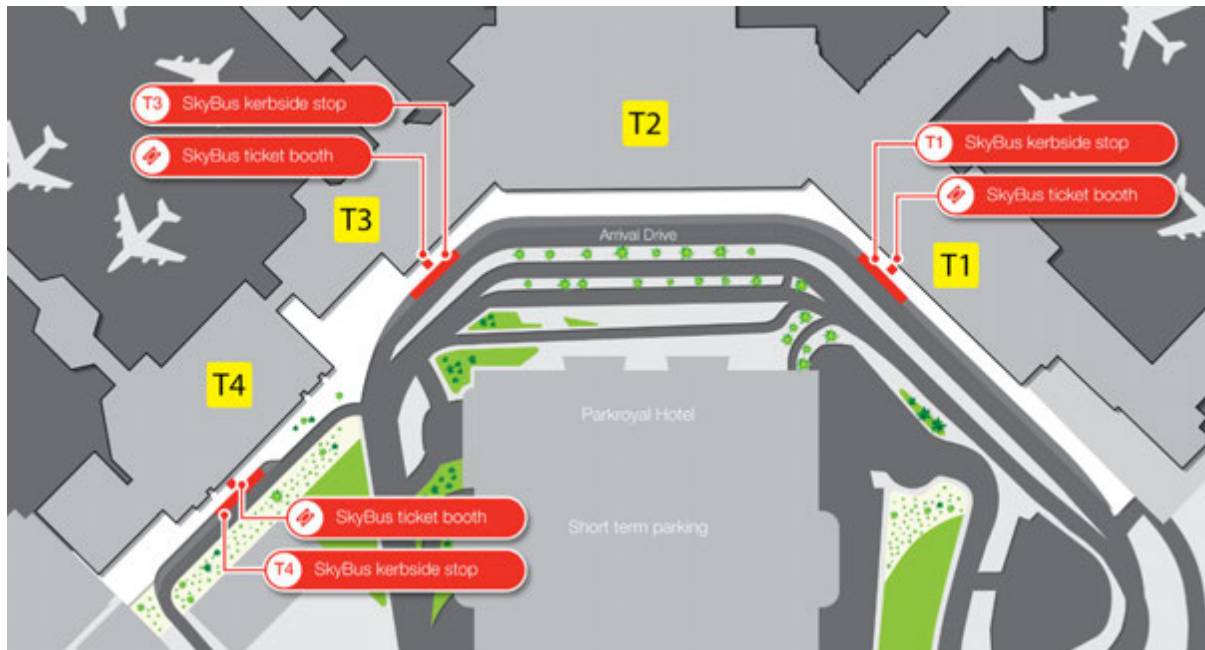 T3 SkyBus kerbside stop
SkyBus ticket booth
T2
T1 SkyBus kerbside stop
SkyBus ticket booth
T3
Arrival Drive
T1
T4
Parkroyal Hotel
SkyBus ticket booth
Short term parking
T4 SkyBus kerbside stop